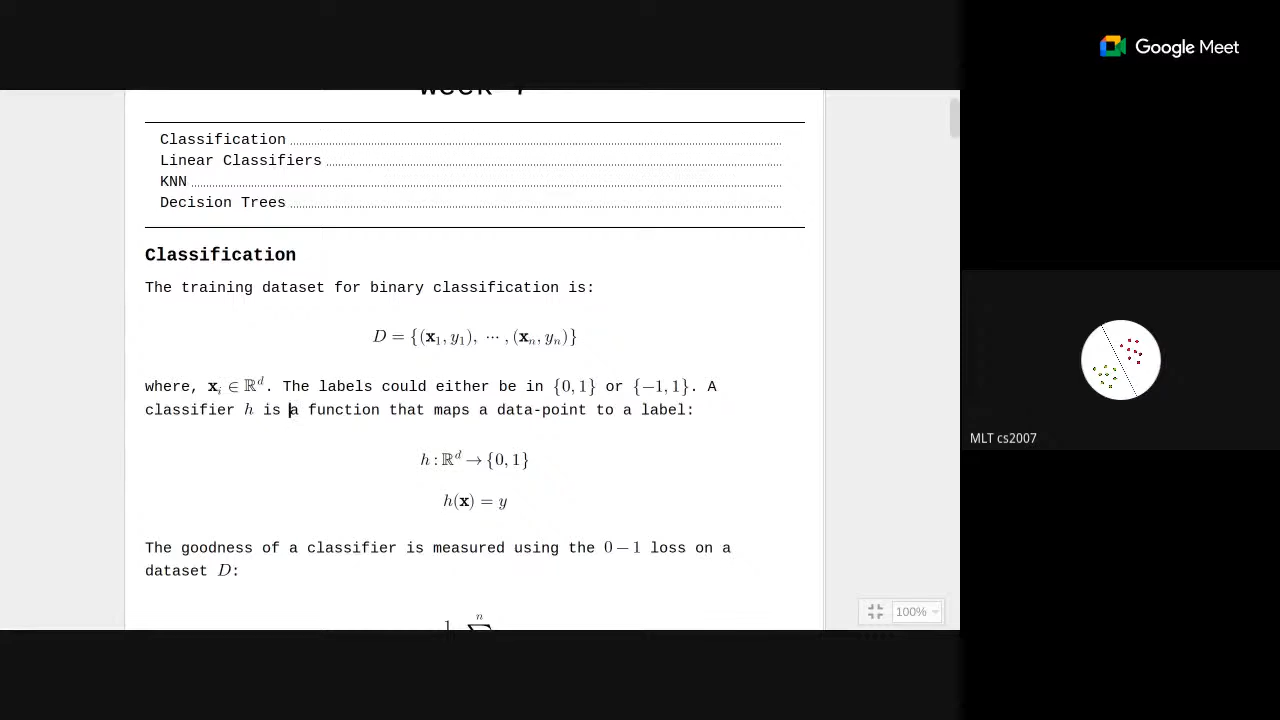 Google Meet
Week 7
Classification
Linear Classifiers
KNN
Decision Trees
Classification
The training dataset for binary classification is:
D = {(x₁, y₁), ⋯ , (xₙ, yₙ)}
where, xᵢ ∈ ℝᵈ. The labels could either be in {0, 1} or {−1, 1}. A
classifier h is a function that maps a data-point to a label:
h : ℝᵈ → {0, 1}
h(x) = y
The goodness of a classifier is measured using the 0 − 1 loss on a
dataset D:
n
100%
MLT cs2007